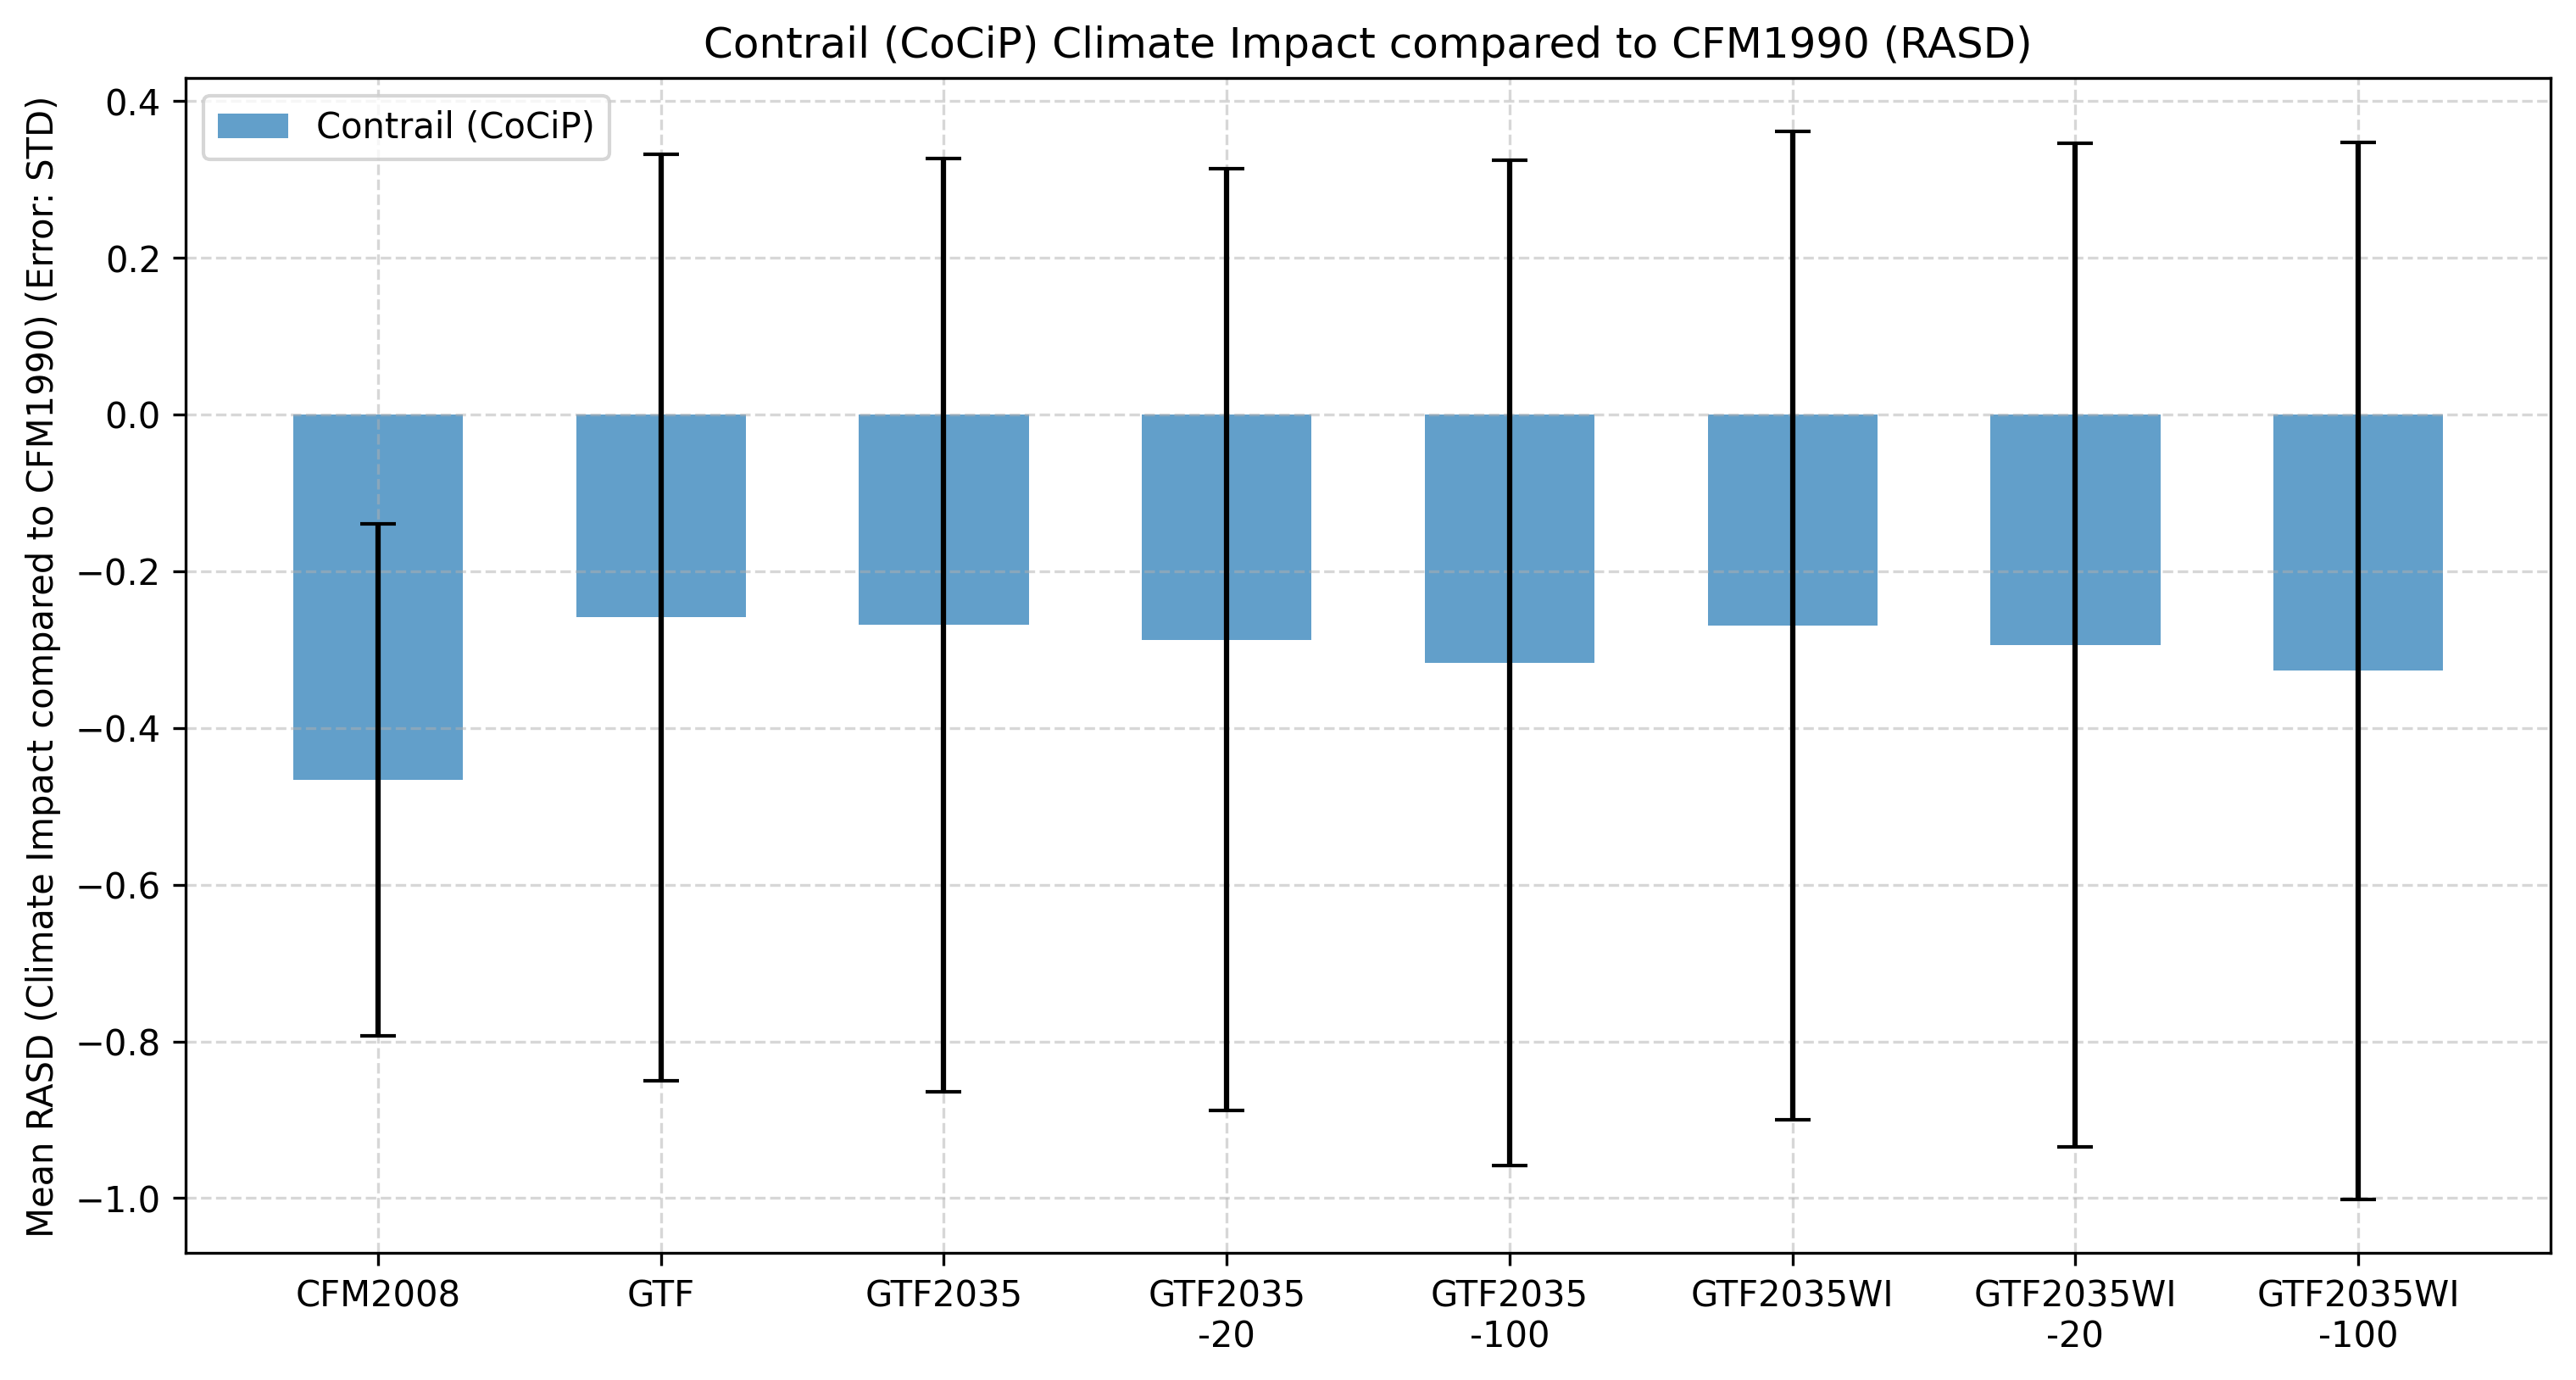 Contrail (CoCiP) Climate Impact compared to CFM1990 (RASD)
Contrail (CoCiP)
Mean RASD (Climate Impact compared to CFM1990) (Error: STD)
0.4
0.2
0.0
−0.2
−0.4
−0.6
−0.8
−1.0
CFM2008
GTF
GTF2035
GTF2035
-20
GTF2035
-100
GTF2035WI
GTF2035WI
-20
GTF2035WI
-100